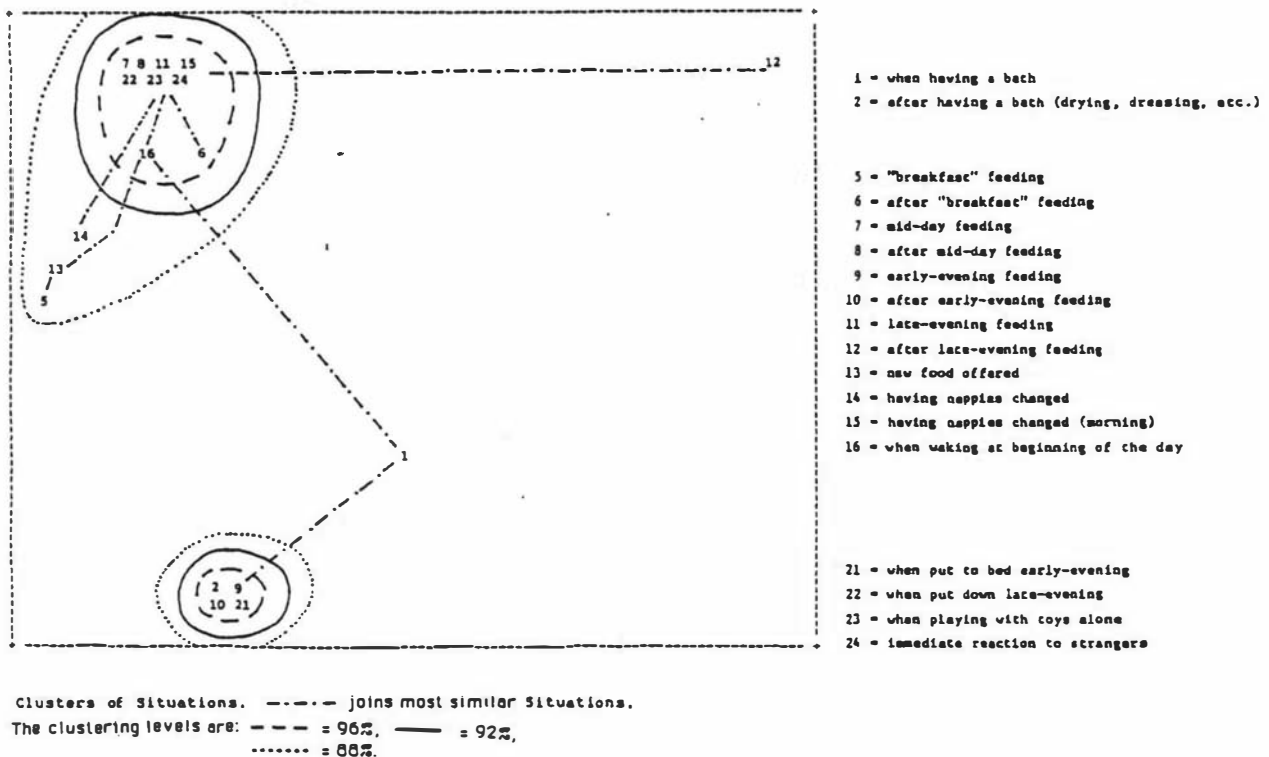 7 8 11 15
22 23 24
12
16 6
14
13
5
1
2 9
10 21
1 = when having a bath
2 = after having a bath (drying, dressing, etc.)
5 = "breakfast" feeding
6 = after "breakfast" feeding
7 = mid-day feeding
8 = after mid-day feeding
9 = early-evening feeding
10 = after early-evening feeding
11 = late-evening feeding
12 = after late-evening feeding
13 = new food offered
14 = having nappies changed
15 = having nappies changed (morning)
16 = when waking at beginning of the day
21 = when put to bed early-evening
22 = when put down late-evening
23 = when playing with toys alone
24 = immediate reaction to strangers
Clusters of Situations. —·—·— joins most similar Situations.
The clustering levels are: — — — = 96%, ——— = 92%,
······· = 88%.